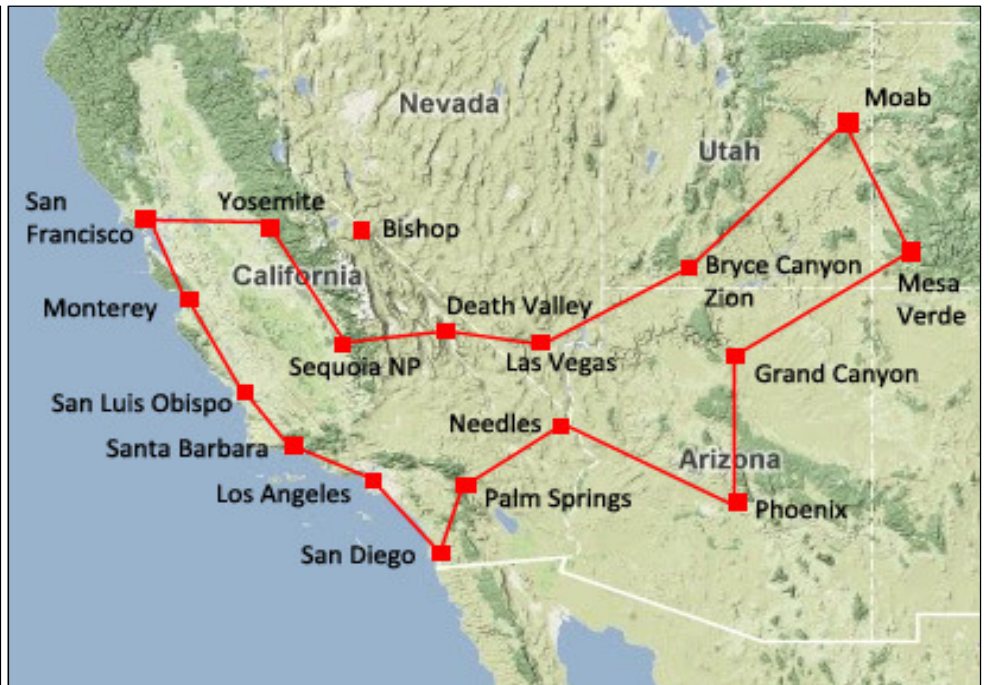 Moab
Nevada
Utah
San
Francisco
Yosemite
Bishop
California
Bryce Canyon
Zion
Mesa
Verde
Monterey
Death Valley
Las Vegas
Sequoia NP
Grand Canyon
San Luis Obispo
Needles
Santa Barbara
Arizona
Los Angeles
Palm Springs
Phoenix
San Diego